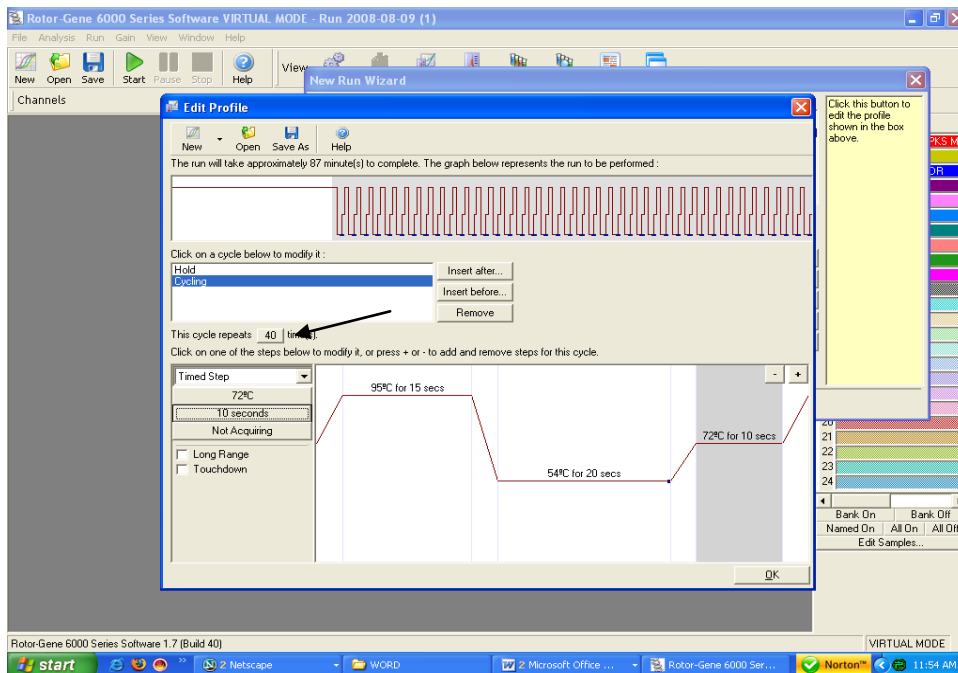 Rotor-Gene 6000 Series Software VIRTUAL MODE - Run 2008-08-09 (1)
File Analysis Run Gain View Window Help
New Open Save Start Pause Stop Help View
Channels
New Run Wizard
Click this button to
edit the profile
shown in the box
above.
Edit Profile
New Open Save As Help
The run will take approximately 87 minute(s) to complete. The graph below represents the run to be performed :
Click on a cycle below to modify it :
Hold
Cycling
Insert after...
Insert before...
Remove
This cycle repeats 40 time(s).
Click on one of the steps below to modify it, or press + or - to add and remove steps for this cycle.
Timed Step
72ºC
10 seconds
Not Acquiring
Long Range
Touchdown
- +
95ºC for 15 secs
54ºC for 20 secs
72ºC for 10 secs
OK
21
22
23
24
Bank On Bank Off
Named On All On All Off
Edit Samples...
Rotor-Gene 6000 Series Software 1.7 (Build 40)
VIRTUAL MODE
start
2 Netscape
WORD
2 Microsoft Office ...
Rotor-Gene 6000 Ser...
Norton™
11:54 AM